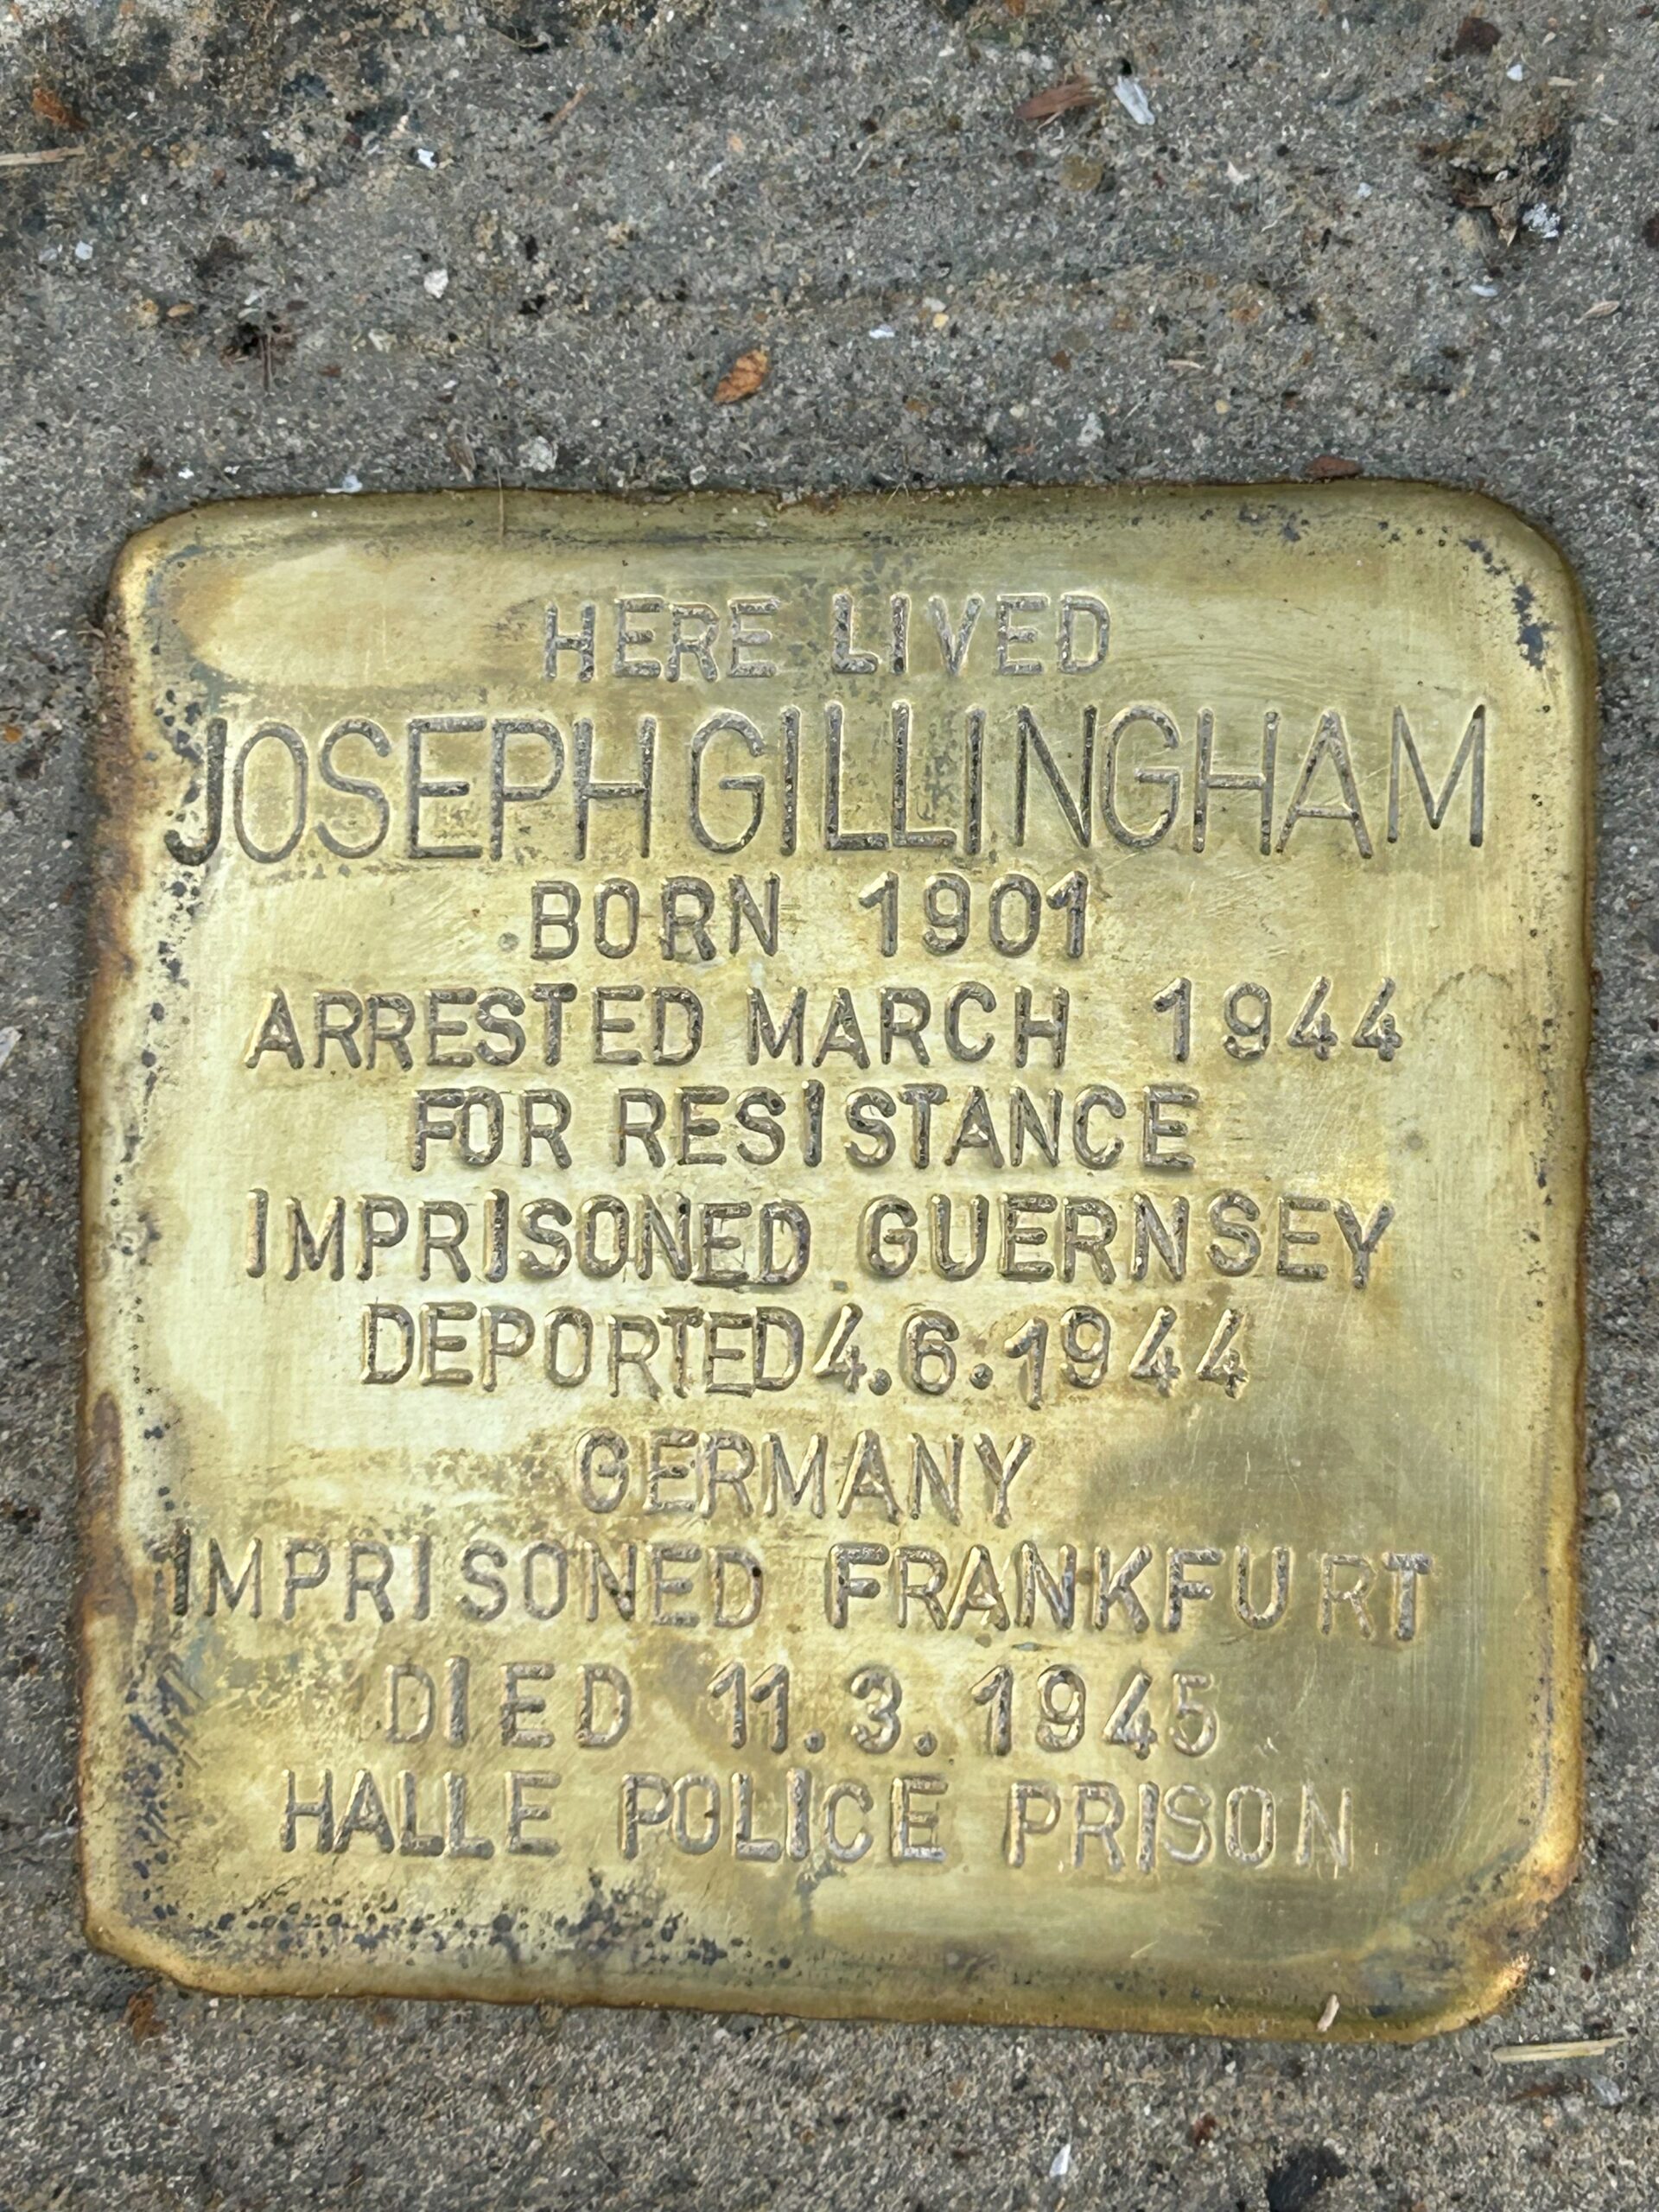 HERE LIVED
JOSEPH GILLINGHAM
BORN 1901
ARRESTED MARCH 1944
FOR RESISTANCE
IMPRISONED GUERNSEY
DEPORTED 4.6.1944
GERMANY
IMPRISONED FRANKFURT
DIED 11.3.1945
HALLE POLICE PRISON